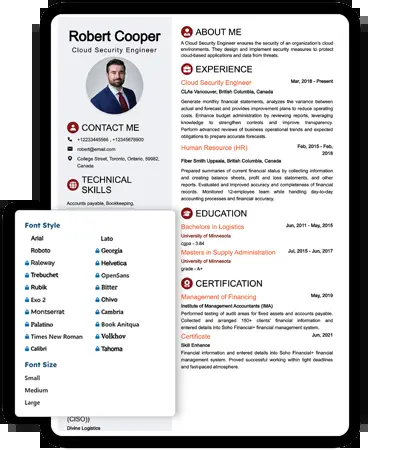 Robert Cooper
Cloud Security Engineer
CONTACT ME
+12233445566 , +12345678900
robert@email.com
College Street, Toronto, Ontario, 59962,
Canada
TECHNICAL
SKILLS
Accounts payable, Bookkeeping,
(CISO))
Divine Logistics
ABOUT ME
A Cloud Security Engineer ensures the security of an organization's cloud
environments. They design and implement security measures to protect
cloud-based applications and data from threats.
EXPERIENCE
Cloud Security Engineer
Mar, 2018 - Present
CLAs Vancouver, British Columbia, Canada
Generate monthly financial statements, analyzes the variance between
actual and forecast and provide improvement plans to reduce operating
costs. Enhance budget administration by reviewing reports, leveraging
knowledge to strengthen controls and improve transparency.
Perform advanced reviews of business operational trends and expected
obligations to prepare accurate forecasts.
Human Resource (HR)
Feb, 2015 - Feb,
2018
Fiber Smith Uppsala, British Columbia, Canada
Prepared summaries of current financial status by collecting information
and creating balance sheets, profit and loss statements, and other
reports. Evaluated and improved accuracy and completeness of financial
records. Monitored 12-employee team while handling day-to-day
accounting processes and financial accuracy.
EDUCATION
Bachelors in Logistics
Jun, 2011 - May, 2015
University of Minnesota
cgpa - 3.84
Masters in Supply Administration
Jul, 2015 - Jun, 2017
University of Minnesota
grade - A+
CERTIFICATION
Management of Financing
May, 2019
Institute of Management Accountants (IMA)
Performed testing of audit areas for fixed assets and accounts payable.
Collected and arranged 150+ clients' financial information and
entered details into Soho Financial+ financial management system.
Certificate
Jun, 2021
Skill Enhance
Financial information and entered details into Soho Financial+ financial
management system. Proved successful working within tight deadlines
and fast-paced atmosphere.
Font Style
Arial
Lato
Roboto
Georgia
Raleway
Helvetica
Trebuchet
OpenSans
Rubik
Bitter
Exo 2
Chivo
Montserrat
Cambria
Palatino
Book Anitqua
Times New Roman
Volkhov
Calibri
Tahoma
Font Size
Small
Medium
Large